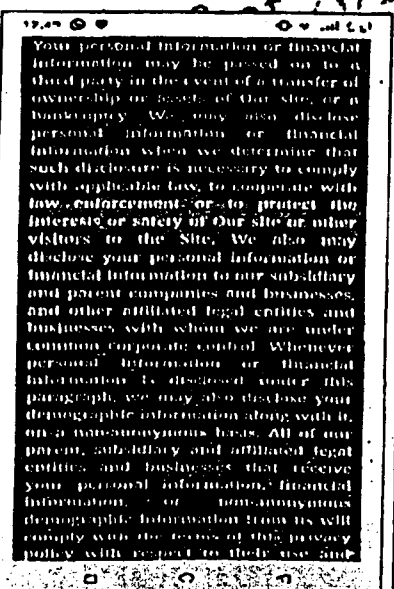 Your personal information or financial
information may be passed on to a
third party in the event of a transfer of
ownership or assets of Our site, or a
bankruptcy. We may also disclose
personal information or financial
information when we determine that
such disclosure is necessary to comply
with applicable law, to cooperate with
law enforcement or to protect the
interests or safety of Our site or other
visitors to the Site. We also may
disclose your personal information or
financial information to our subsidiary
and parent companies and businesses,
and other affiliated legal entities and
businesses with whom we are under
common corporate control. Whenever
personal information or financial
information is disclosed under this
paragraph, we may also disclose your
demographic information along with it,
on a non-anonymous basis. All of our
parent, subsidiary and affiliated legal
entities and businesses that receive
your personal information, financial
information, or non-anonymous
demographic information from us will
comply with the terms of this privacy
policy with respect to their use and